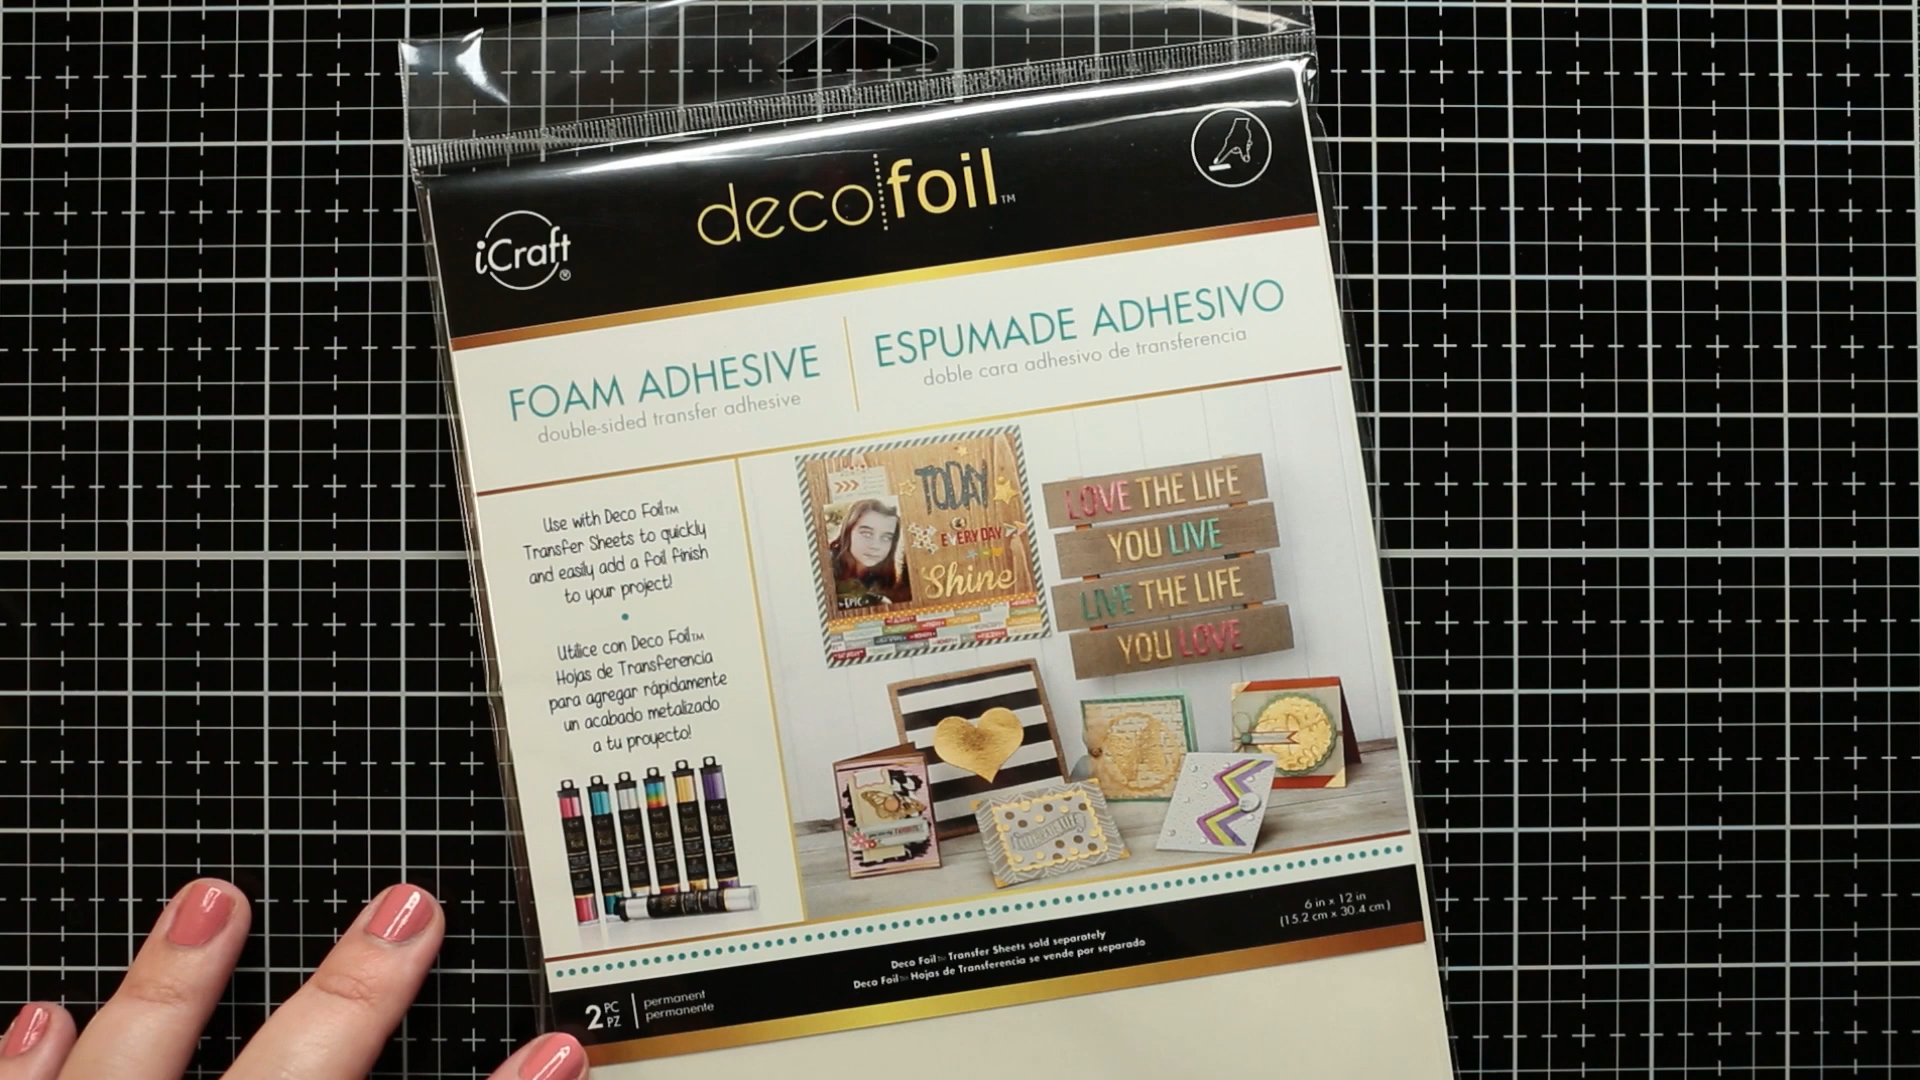 deco foil™
iCraft®
FOAM ADHESIVE
double-sided transfer adhesive
ESPUMADE ADHESIVO
doble cara adhesivo de transferencia
Use with Deco Foil™
Transfer Sheets to quickly
and easily add a foil finish
to your project!
Utilice con Deco Foil™
Hojas de Transferencia
para agregar rápidamente
un acabado metalizado
a tu proyecto!
TODAY
&
EVERY DAY
Shine
EPIC
LOVE THE LIFE
YOU LIVE
LIVE THE LIFE
YOU LOVE
foil
6 in x 12 in
(15.2 cm x 30.4 cm)
Deco Foil™ Transfer Sheets sold separately
Deco Foil™ Hojas de Transferencia se vende por separado
2 PC
PZ
permanent
permanente